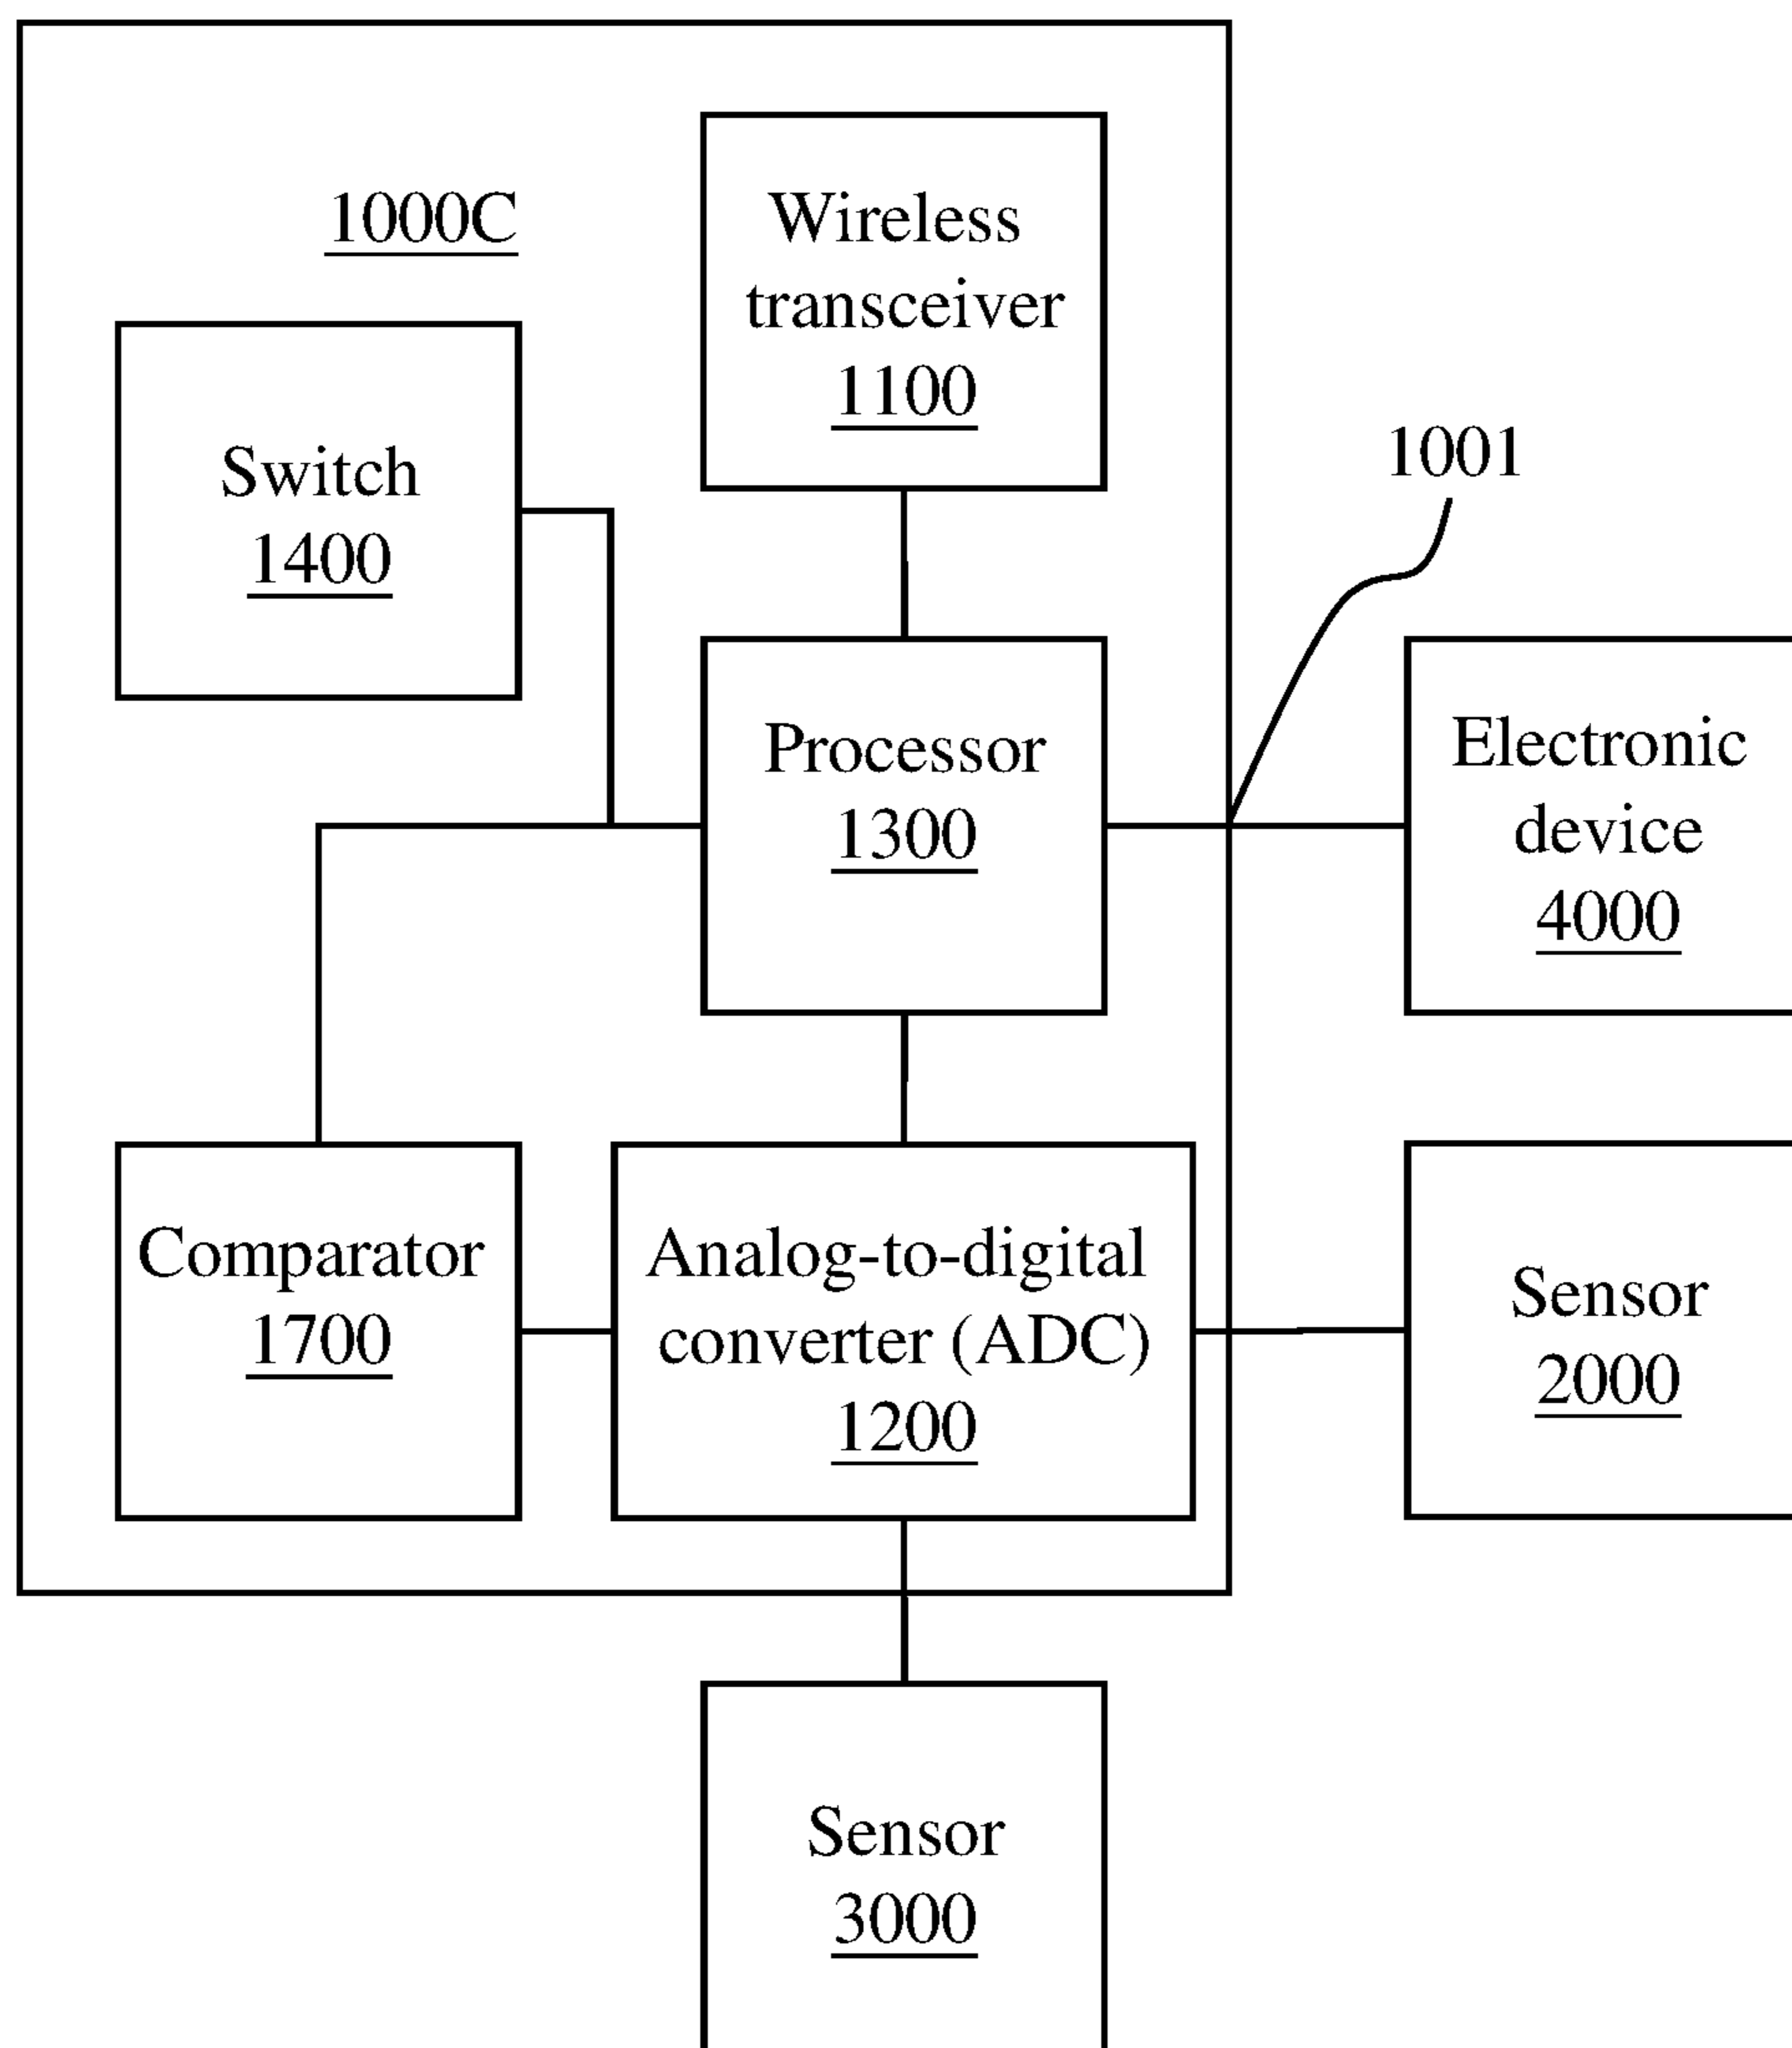 1000C
Wireless
transceiver
1100
Switch
1400
1001
Processor
1300
Electronic
device
4000
Comparator
1700
Analog-to-digital
converter (ADC)
1200
Sensor
2000
Sensor
3000